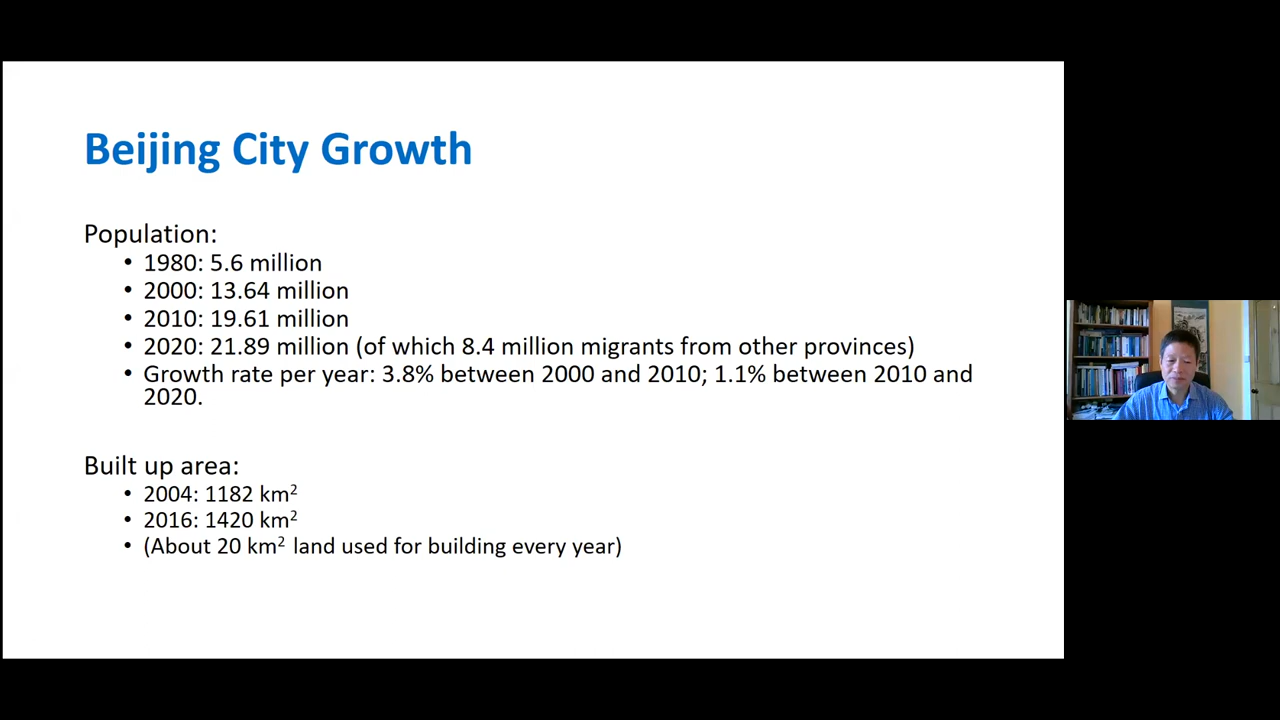 Beijing City Growth
Population:
• 1980: 5.6 million
• 2000: 13.64 million
• 2010: 19.61 million
• 2020: 21.89 million (of which 8.4 million migrants from other provinces)
• Growth rate per year: 3.8% between 2000 and 2010; 1.1% between 2010 and
2020.
Built up area:
• 2004: 1182 km²
• 2016: 1420 km²
• (About 20 km² land used for building every year)